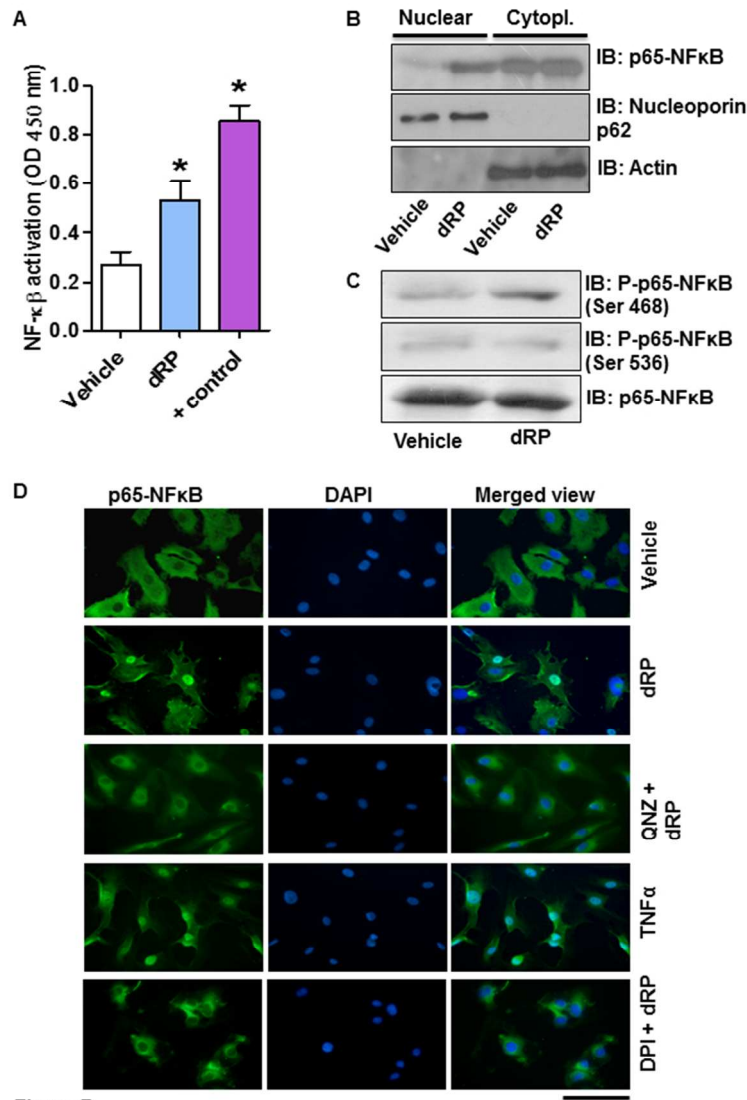 A
NF-κβ activation (OD 450 nm)
1.0
0.8
0.6
0.4
0.2
0.0
*
*
Vehicle
dRP
+ control
B
Nuclear Cytopl.
IB: p65-NFκB
IB: Nucleoporin
p62
IB: Actin
Vehicle
dRP
Vehicle
dRP
C
IB: P-p65-NFκB
(Ser 468)
IB: P-p65-NFκB
(Ser 536)
IB: p65-NFκB
Vehicle dRP
D
p65-NFκB DAPI Merged view
Vehicle
dRP
QNZ +
dRP
TNFα
DPI + dRP